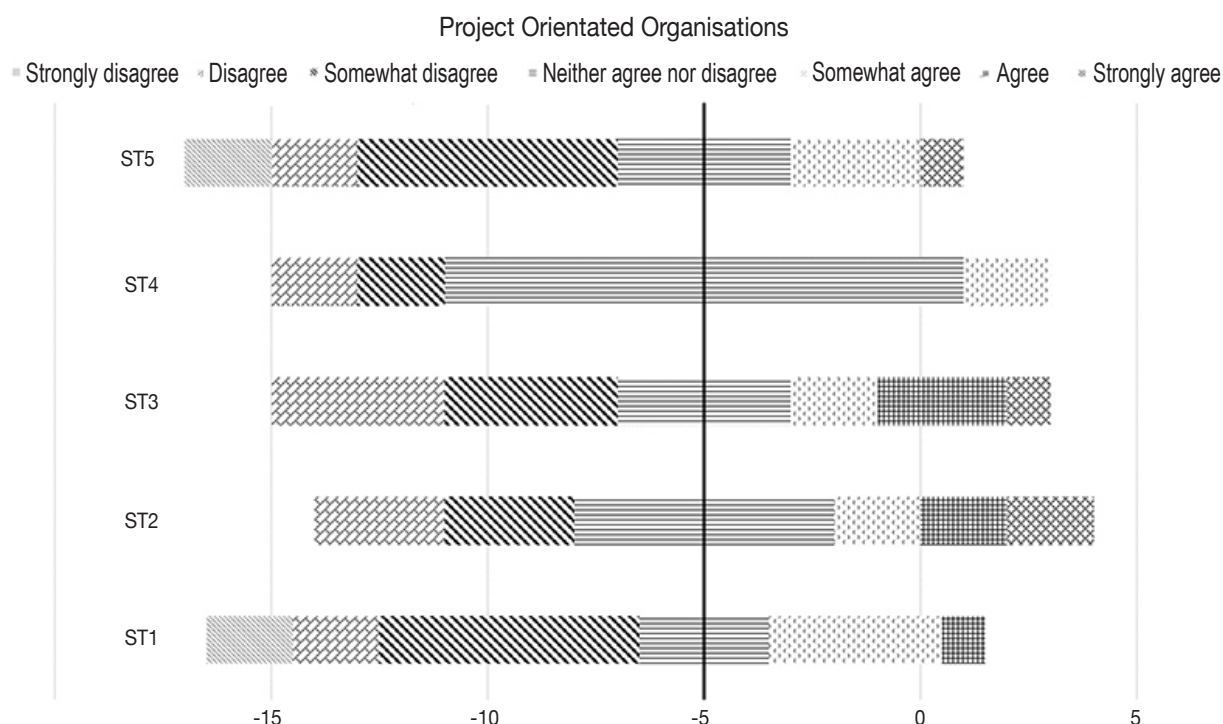 Project Orientated Organisations
Strongly disagree Disagree Somewhat disagree Neither agree nor disagree Somewhat agree Agree Strongly agree
ST5
ST4
ST3
ST2
ST1
-15 -10 -5 0 5